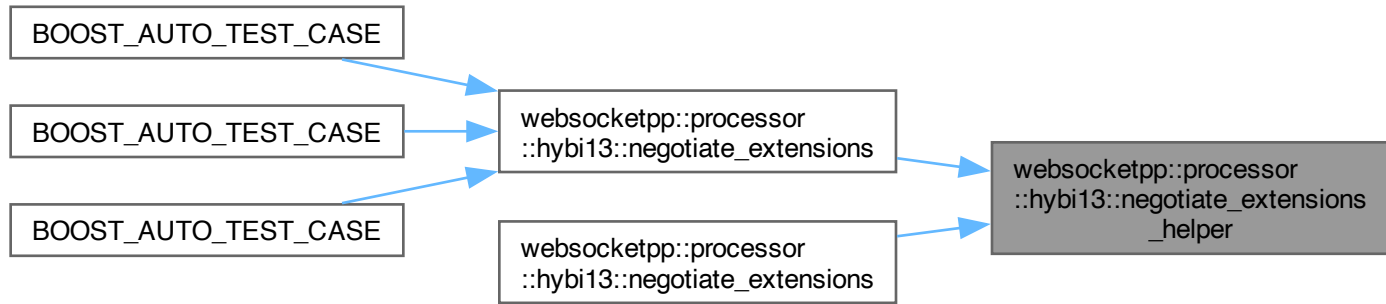 BOOST_AUTO_TEST_CASE
BOOST_AUTO_TEST_CASE
BOOST_AUTO_TEST_CASE
websocketpp::processor
::hybi13::negotiate_extensions
websocketpp::processor
::hybi13::negotiate_extensions
websocketpp::processor
::hybi13::negotiate_extensions
_helper